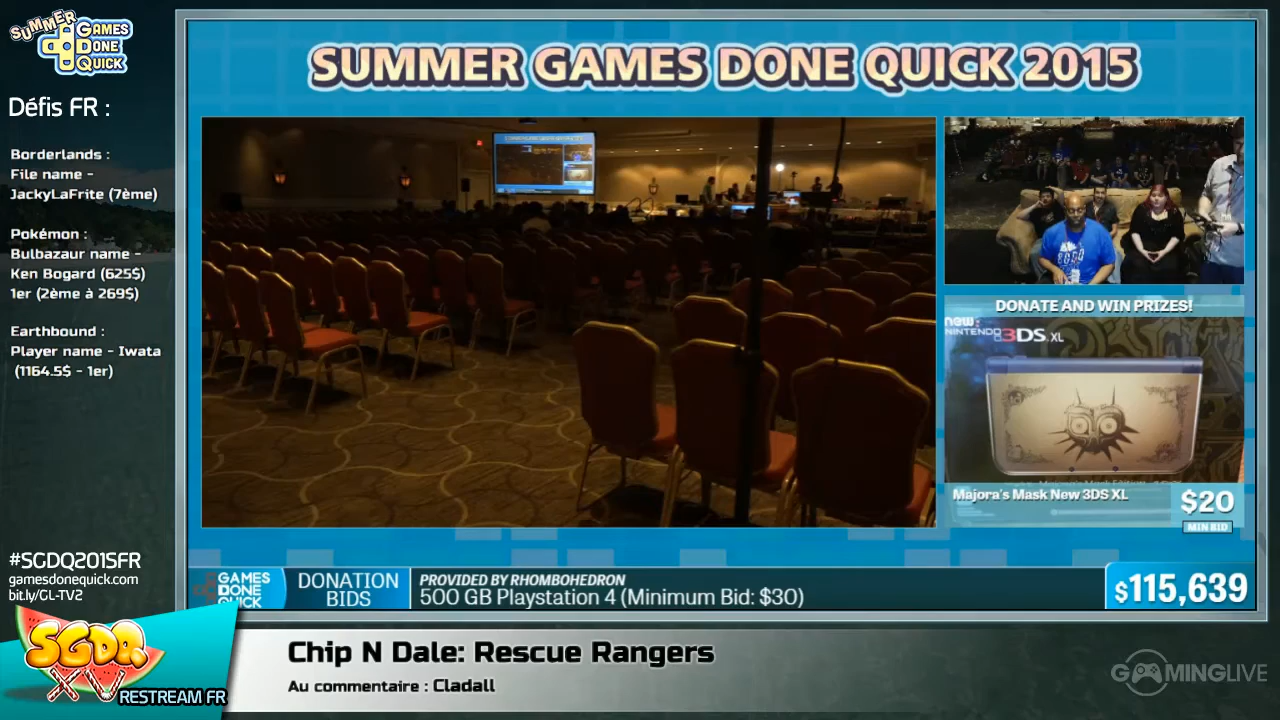 SUMMER
GAMES
DONE
QUICK
Défis FR :
Borderlands :
File name -
JackyLaFrite (7ème)
Pokémon :
Bulbazaur name -
Ken Bogard (625$)
1er (2ème à 269$)
Earthbound :
Player name - Iwata
(1164.5$ - 1er)
#SGDQ2015FR
gamesdonequick.com
bit.ly/GL-TV2
SUMMER GAMES DONE QUICK 2015
DONATE AND WIN PRIZES!
new
NINTENDO 3DS XL
Majora's Mask New 3DS XL
$20
MIN BID
GAMES
DONE
QUICK
DONATION
BIDS
PROVIDED BY RHOMBOHEDRON
500 GB Playstation 4 (Minimum Bid: $30)
$115,639
SGDQ
XV
RESTREAM FR
Chip N Dale: Rescue Rangers
Au commentaire : Cladall
GAMINGLIVE